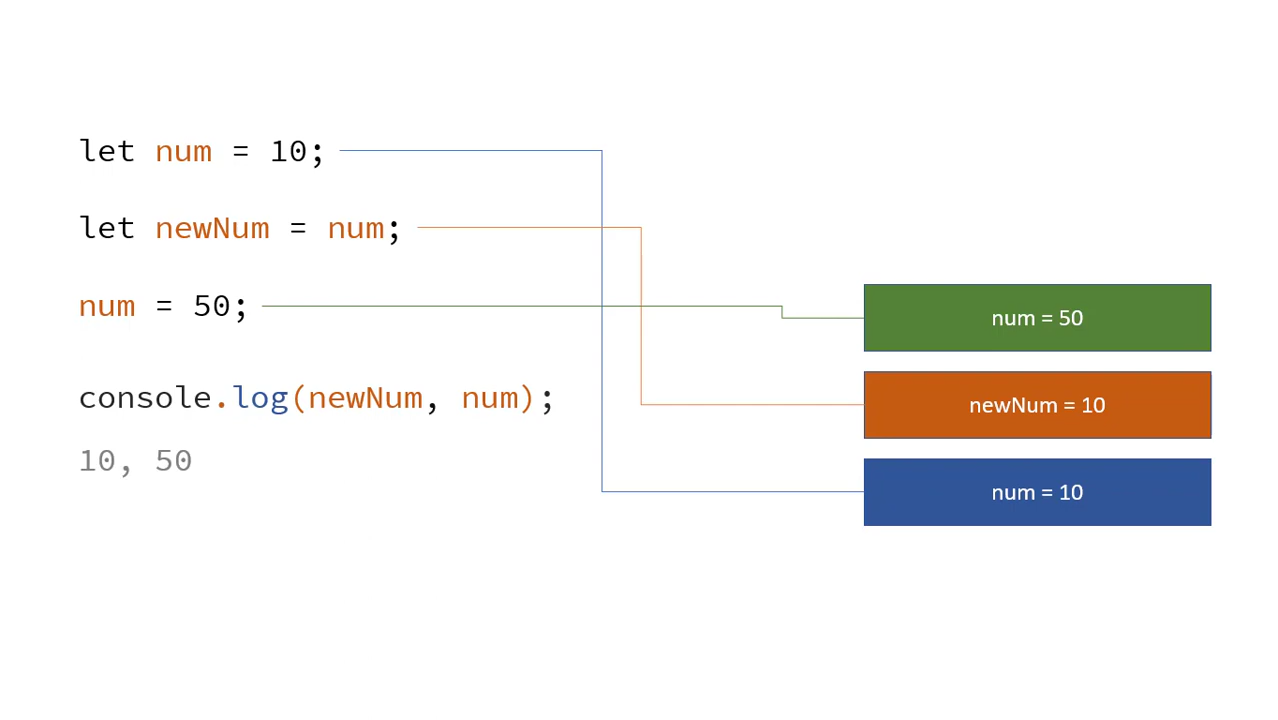 let num = 10;
let newNum = num;
num = 50;
console.log(newNum, num);
10, 50
num = 50
newNum = 10
num = 10